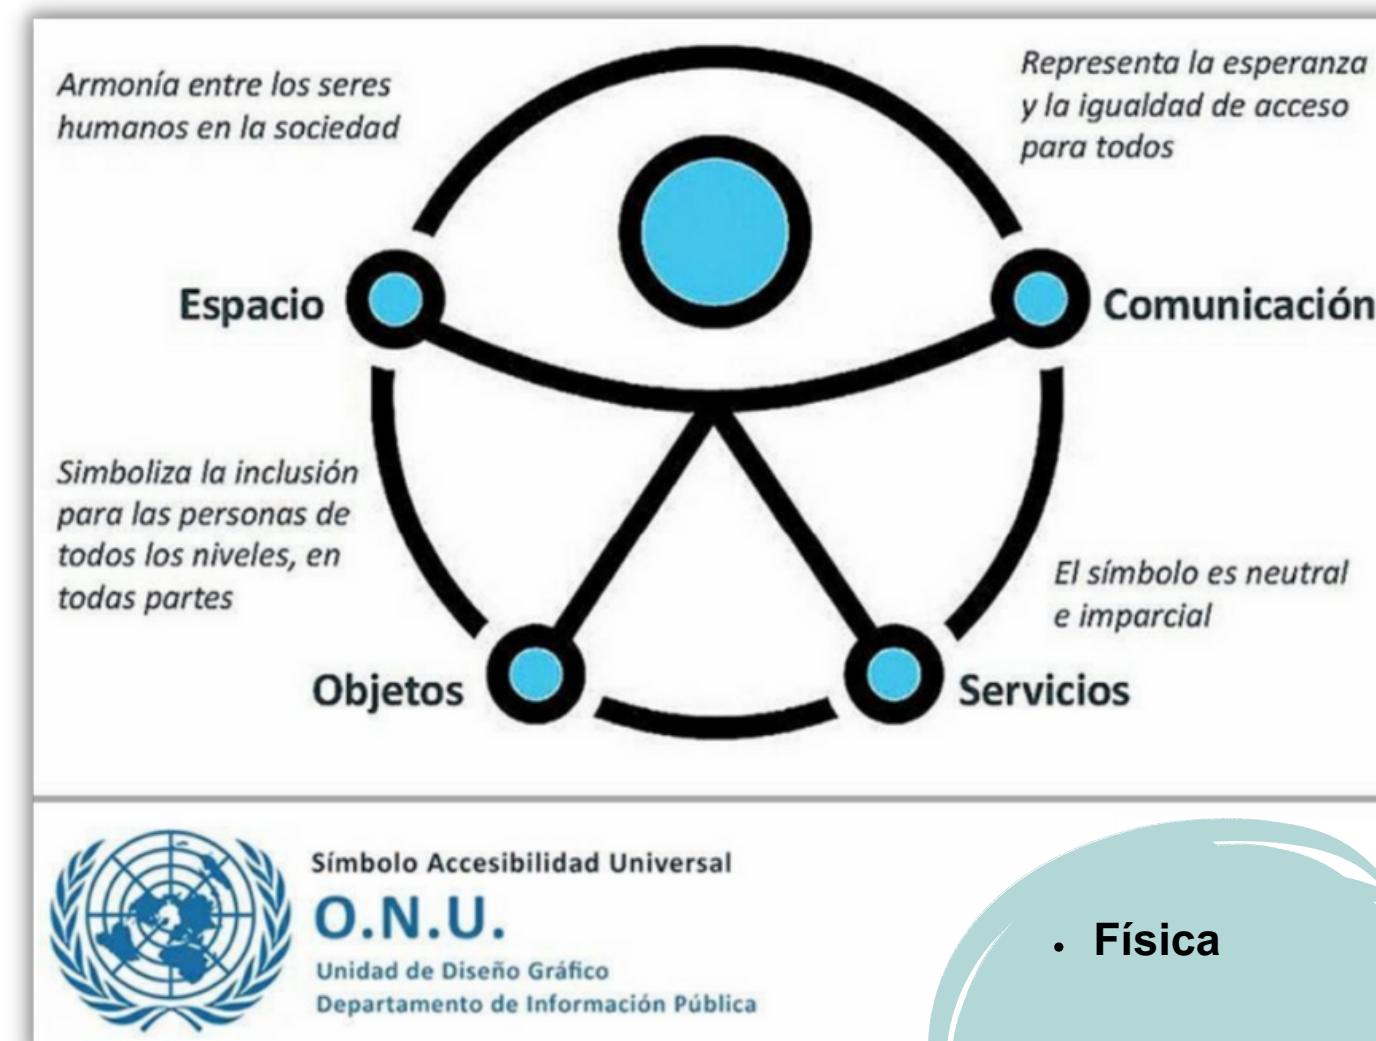 Armonía entre los seres
humanos en la sociedad
Representa la esperanza
y la igualdad de acceso
para todos
Espacio
Comunicación
Simboliza la inclusión
para las personas de
todos los niveles, en
todas partes
El símbolo es neutral
e imparcial
Objetos
Servicios
Símbolo Accesibilidad Universal
O.N.U.
Unidad de Diseño Gráfico
Departamento de Información Pública
• Física